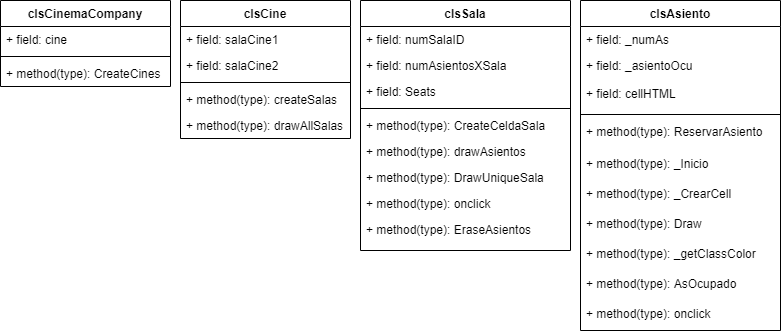 clsCinemaCompany
+ field: cine
+ method(type): CreateCines
clsCine
+ field: salaCine1
+ field: salaCine2
+ method(type): createSalas
+ method(type): drawAllSalas
clsSala
+ field: numSalaID
+ field: numAsientosXSala
+ field: Seats
+ method(type): CreateCeldaSala
+ method(type): drawAsientos
+ method(type): DrawUniqueSala
+ method(type): onclick
+ method(type): EraseAsientos
clsAsiento
+ field: _numAs
+ field: _asientoOcu
+ field: cellHTML
+ method(type): ReservarAsiento
+ method(type): _Inicio
+ method(type): _CrearCell
+ method(type): Draw
+ method(type): _getClassColor
+ method(type): AsOcupado
+ method(type): onclick